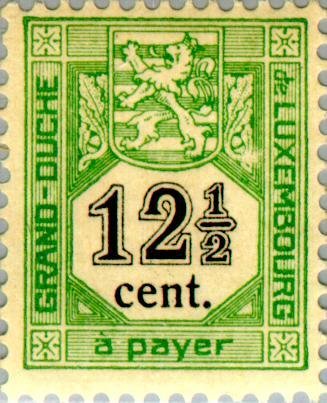 GRAND-DUCHÉ
de LUXEMBOURG
12½
cent.
à payer